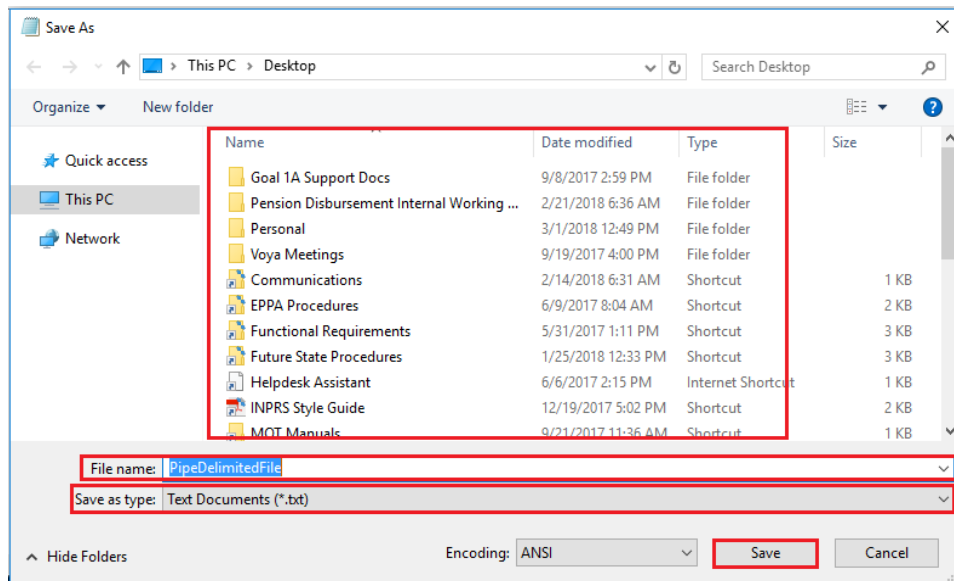 Save As
This PC > Desktop
Search Desktop
Organize
New folder
Name Date modified Type Size
Quick access
This PC
Network
Goal 1A Support Docs 9/8/2017 2:59 PM File folder
Pension Disbursement Internal Working ... 2/21/2018 6:36 AM File folder
Personal 3/1/2018 12:49 PM File folder
Voya Meetings 9/19/2017 4:00 PM File folder
Communications 2/14/2018 6:31 AM Shortcut 1 KB
EPPA Procedures 6/9/2017 8:04 AM Shortcut 2 KB
Functional Requirements 5/31/2017 1:11 PM Shortcut 3 KB
Future State Procedures 1/25/2018 12:33 PM Shortcut 3 KB
Helpdesk Assistant 6/6/2017 2:15 PM Internet Shortcut 1 KB
INPRS Style Guide 12/19/2017 5:02 PM Shortcut 2 KB
MOT Manuals 9/21/2017 11:36 AM Shortcut 1 KB
File name: PipeDelimitedFile
Save as type: Text Documents (*.txt)
Hide Folders
Encoding: ANSI
Save
Cancel